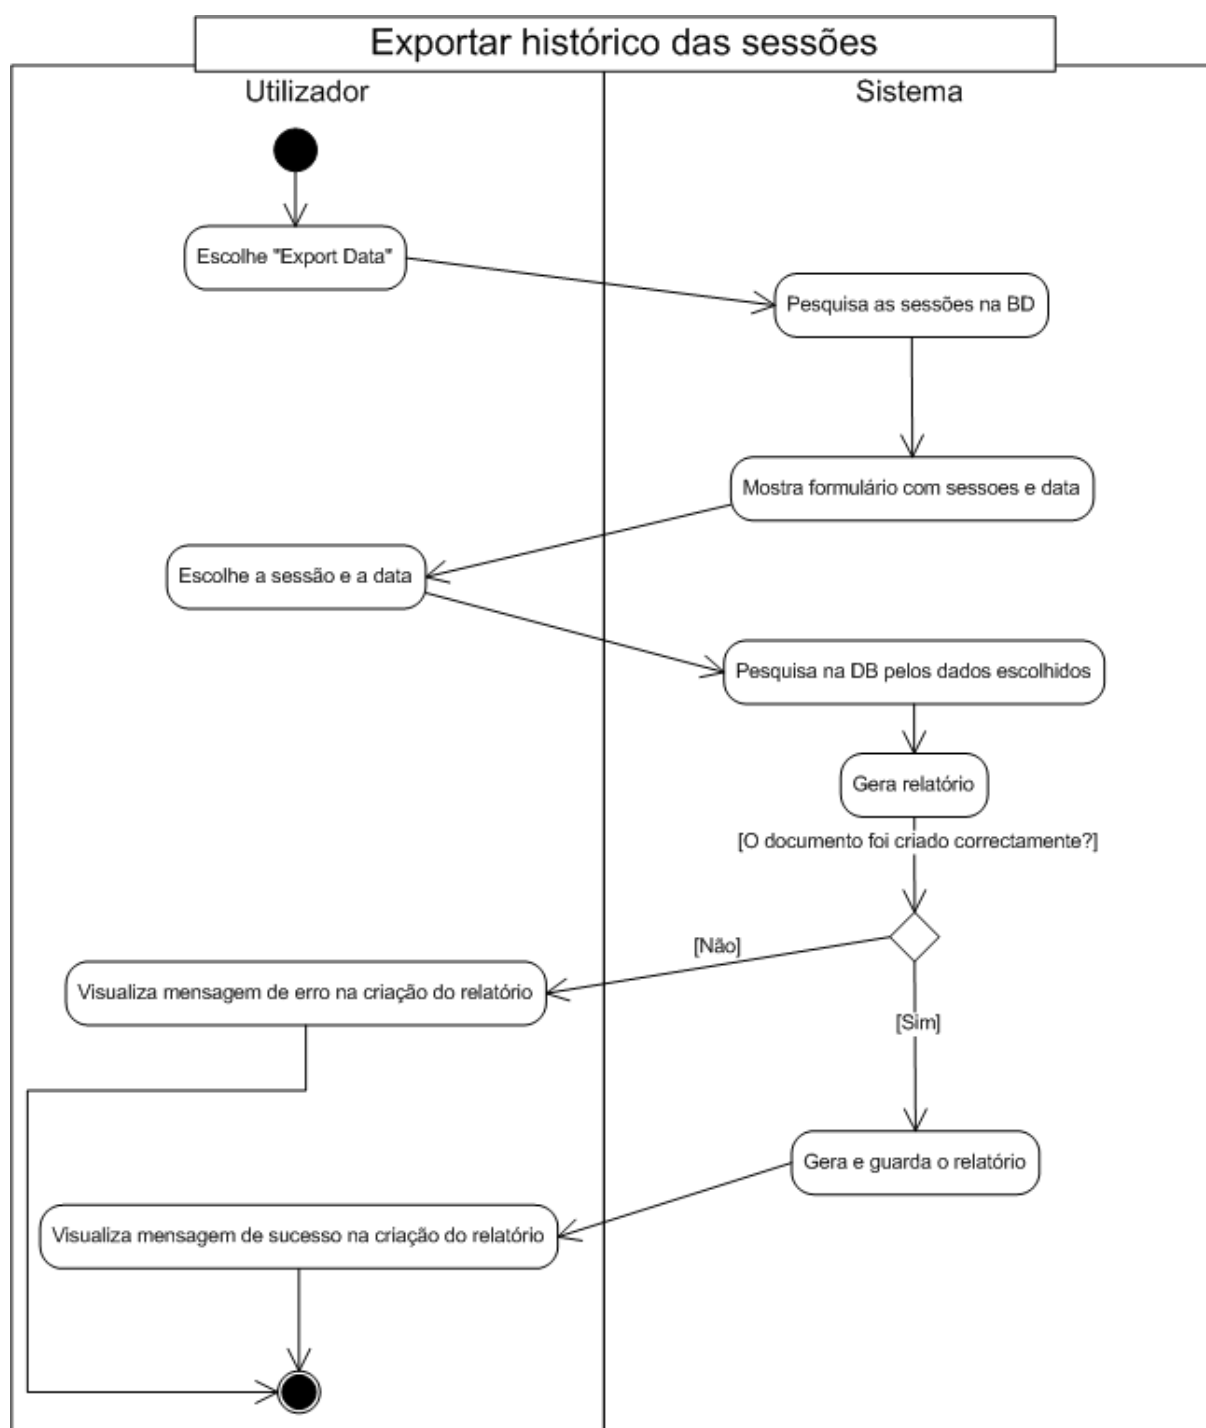 Exportar histórico das sessões
Utilizador
Sistema
Escolhe "Export Data"
Pesquisa as sessões na BD
Mostra formulário com sessoes e data
Escolhe a sessão e a data
Pesquisa na DB pelos dados escolhidos
Gera relatório
[O documento foi criado correctamente?]
[Não]
Visualiza mensagem de erro na criação do relatório
[Sim]
Gera e guarda o relatório
Visualiza mensagem de sucesso na criação do relatório